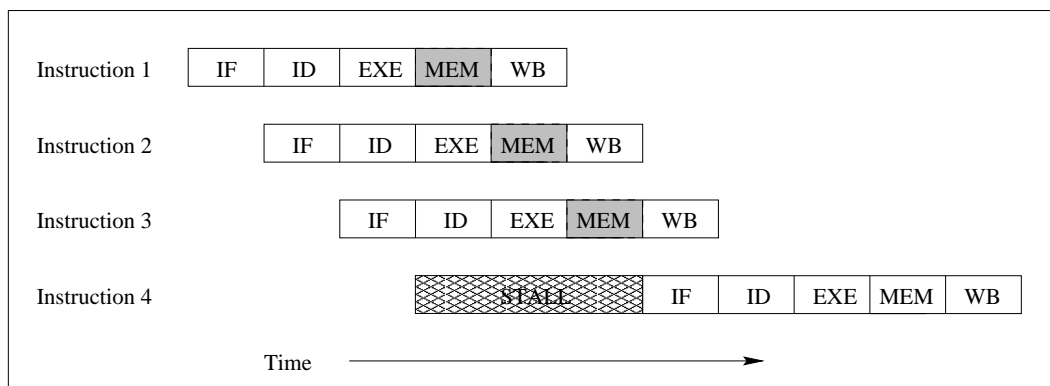 Instruction 1 IF ID EXE MEM WB
Instruction 2 IF ID EXE MEM WB
Instruction 3 IF ID EXE MEM WB
Instruction 4 STALL IF ID EXE MEM WB
Time